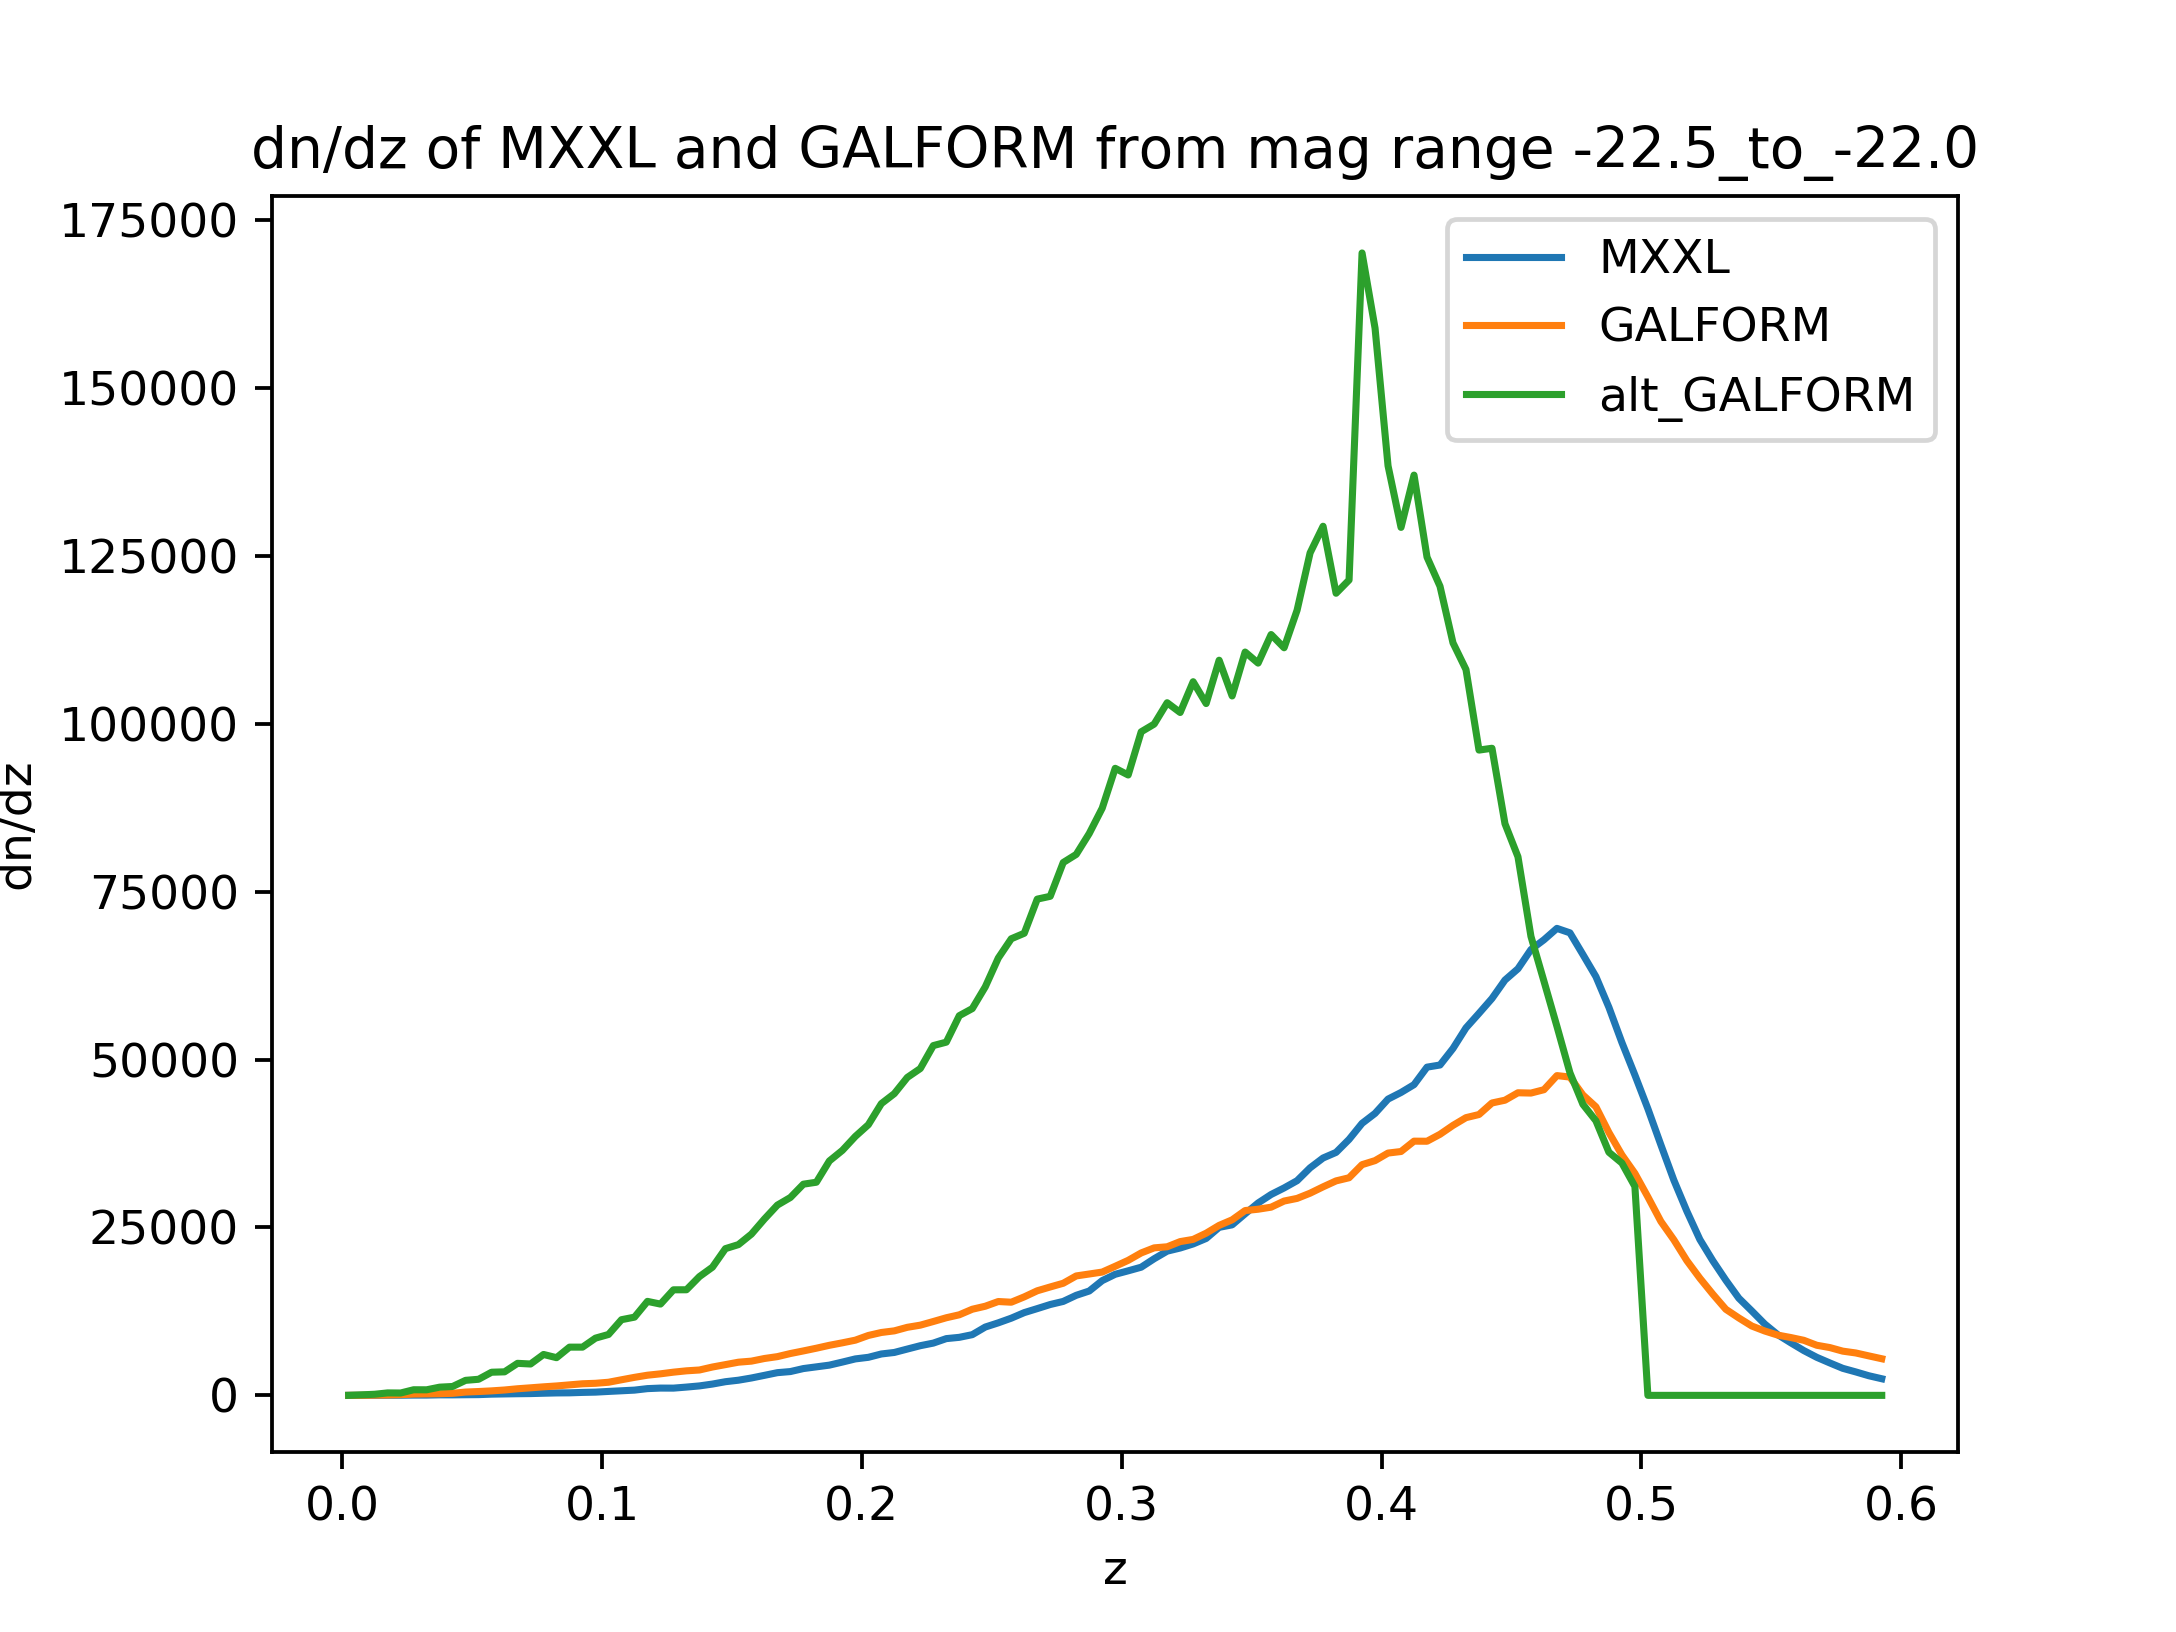 dn/dz of MXXL and GALFORM from mag range -22.5_to_-22.0
175000
150000
125000
100000
75000
50000
25000
0
dn/dz
MXXL
GALFORM
alt_GALFORM
0.0 0.1 0.2 0.3 0.4 0.5 0.6
z